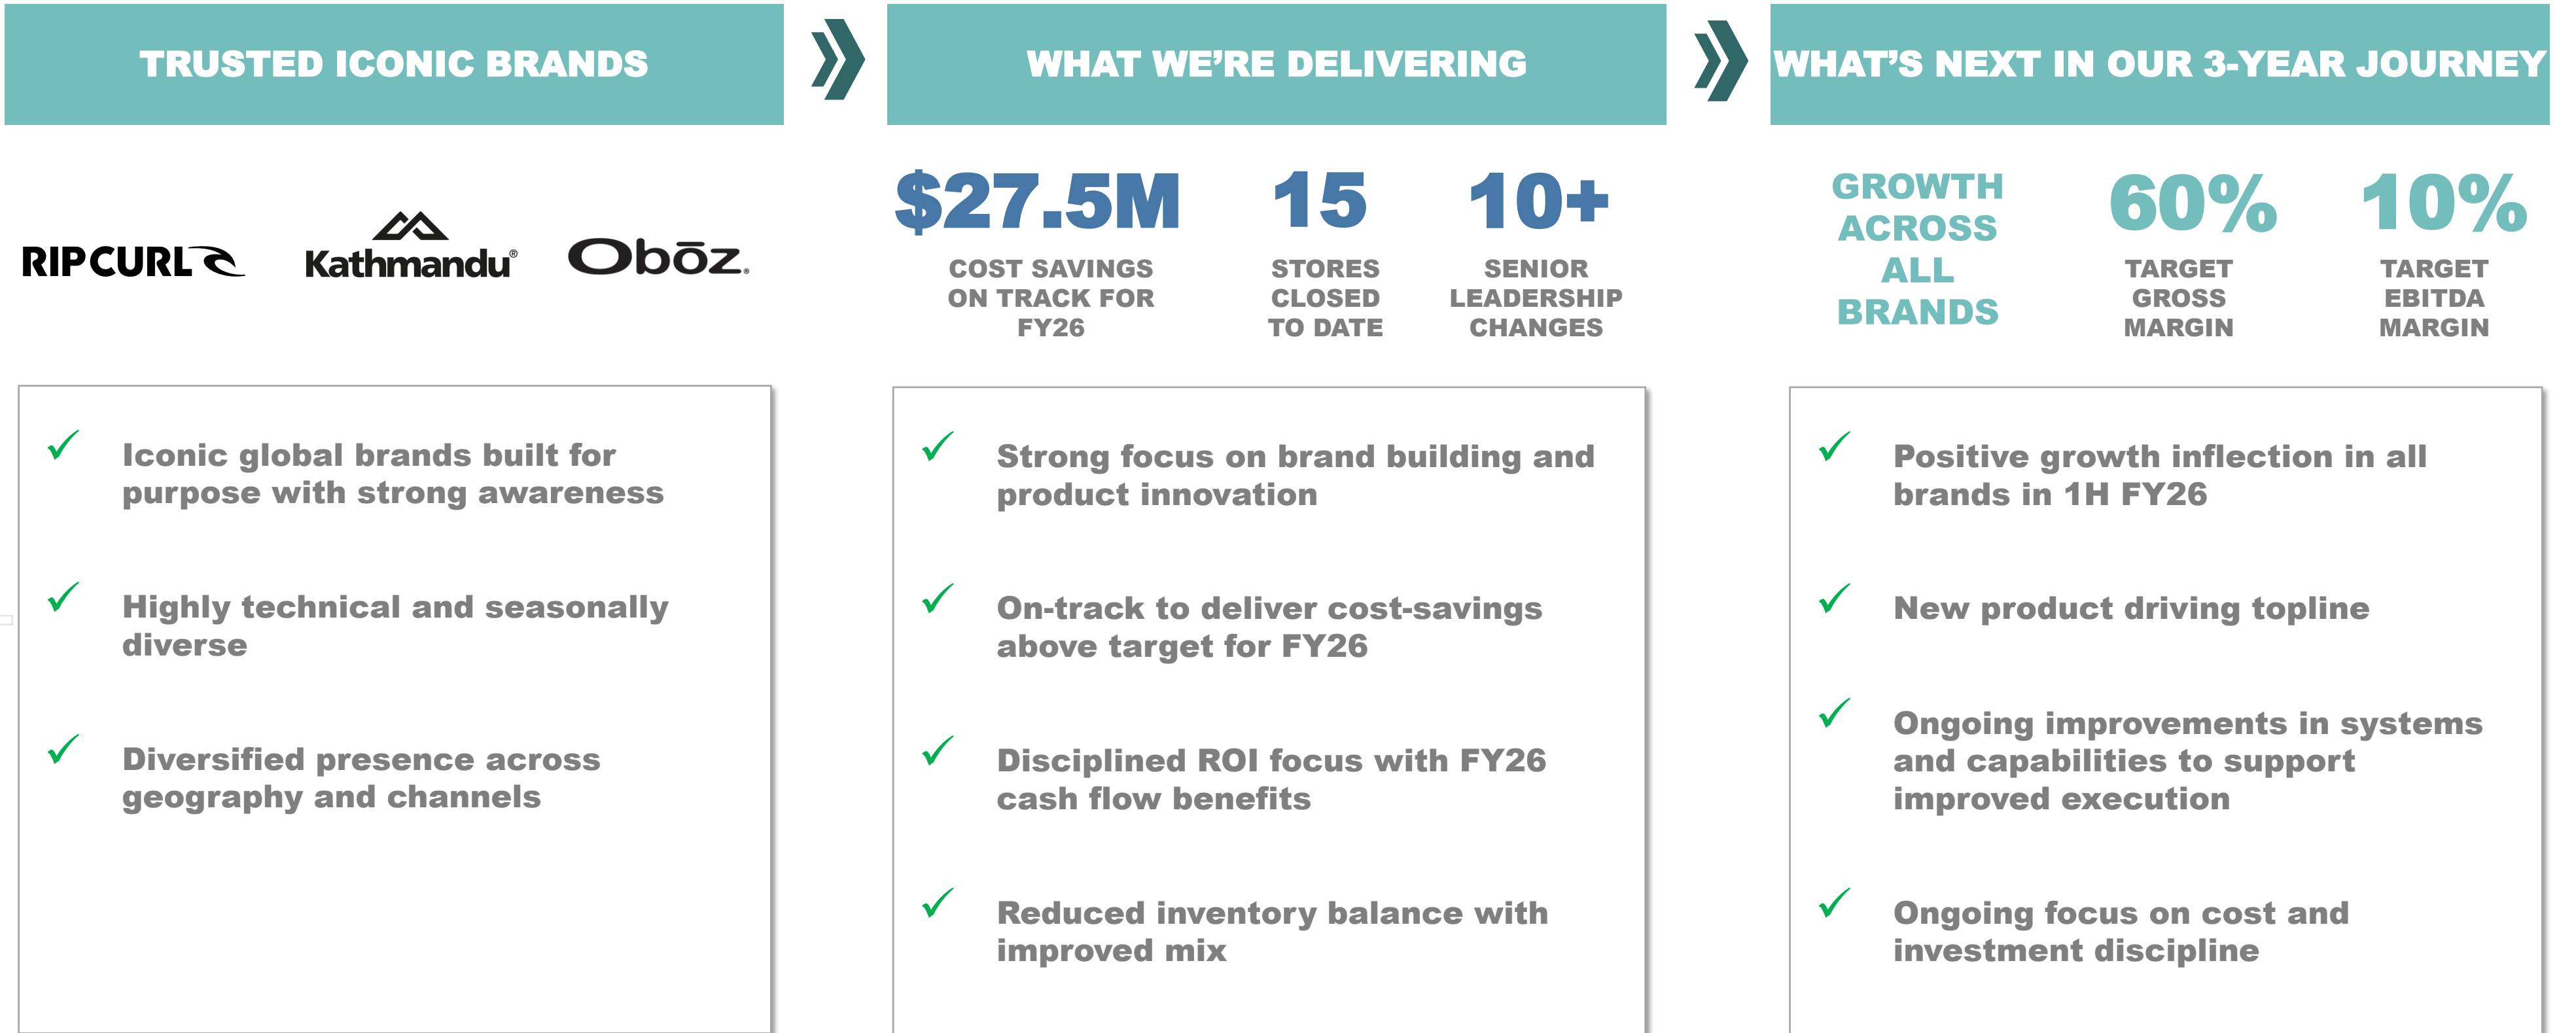 TRUSTED ICONIC BRANDS
RIP CURL
Kathmandu®
Obōz®
Iconic global brands built for
purpose with strong awareness
Highly technical and seasonally
diverse
Diversified presence across
geography and channels
WHAT WE’RE DELIVERING
$27.5M
COST SAVINGS
ON TRACK FOR
FY26
15
STORES
CLOSED
TO DATE
10+
SENIOR
LEADERSHIP
CHANGES
Strong focus on brand building and
product innovation
On-track to deliver cost-savings
above target for FY26
Disciplined ROI focus with FY26
cash flow benefits
Reduced inventory balance with
improved mix
WHAT’S NEXT IN OUR 3-YEAR JOURNEY
GROWTH
ACROSS
ALL
BRANDS
60%
TARGET
GROSS
MARGIN
10%
TARGET
EBITDA
MARGIN
Positive growth inflection in all
brands in 1H FY26
New product driving topline
Ongoing improvements in systems
and capabilities to support
improved execution
Ongoing focus on cost and
investment discipline